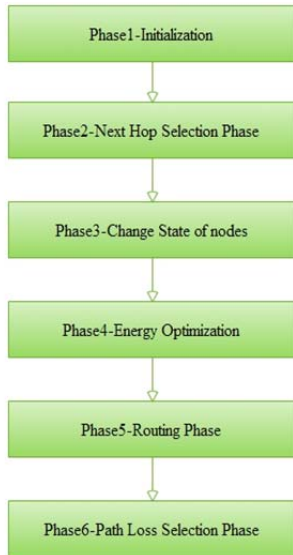 Phase1-Initialization
Phase2-Next Hop Selection Phase
Phase3-Change State of nodes
Phase4-Energy Optimization
Phase5-Routing Phase
Phase6-Path Loss Selection Phase